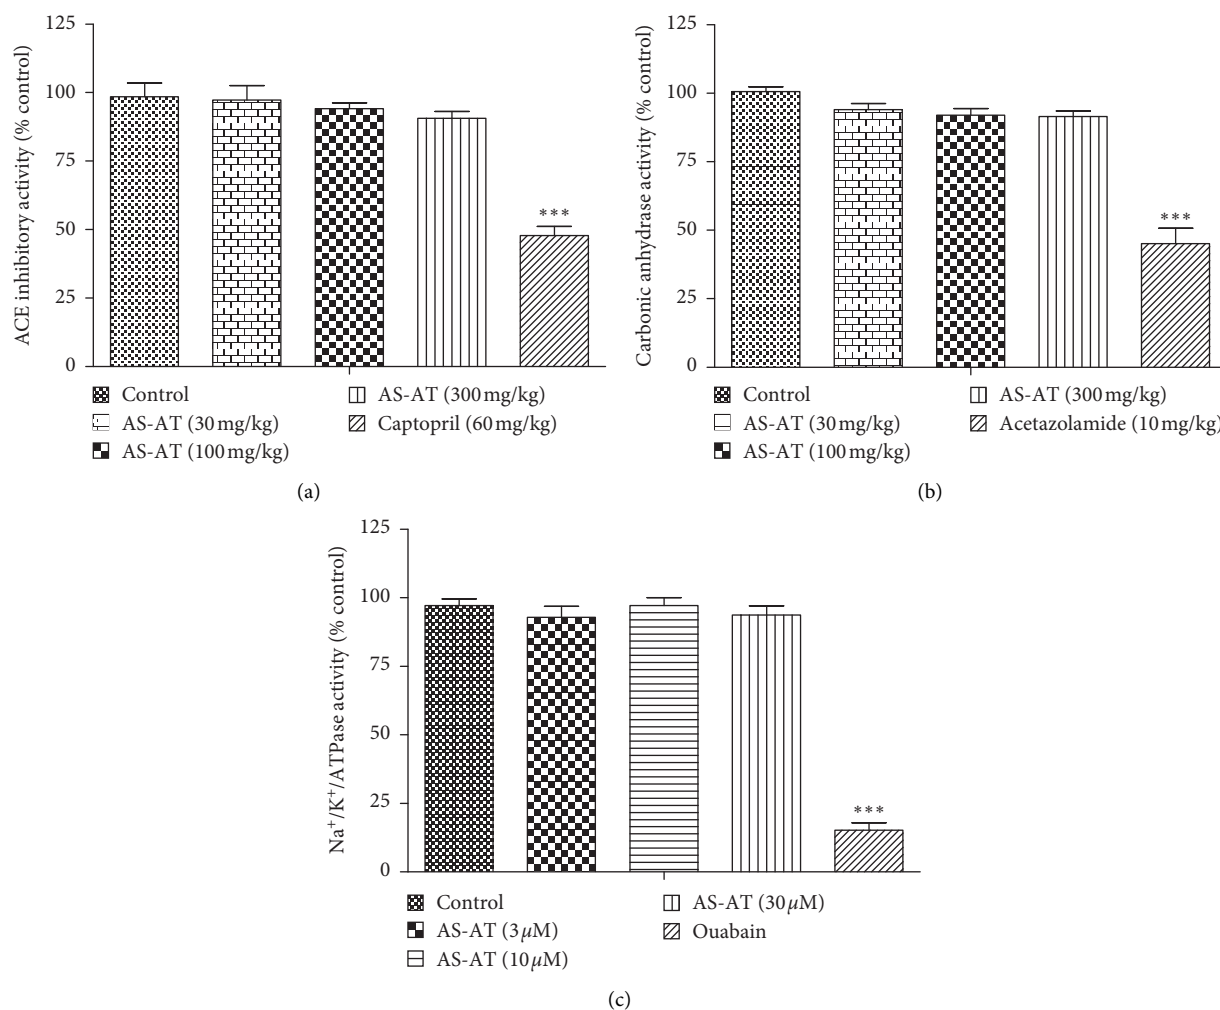 ACE inhibitory activity (% control)
125
100
75
50
25
0
***
Control
AS-AT (30 mg/kg)
AS-AT (100 mg/kg)
AS-AT (300 mg/kg)
Captopril (60 mg/kg)
(a)
Carbonic anhydrase activity (% control)
125
100
75
50
25
0
***
Control
AS-AT (30 mg/kg)
AS-AT (100 mg/kg)
AS-AT (300 mg/kg)
Acetazolamide (10 mg/kg)
(b)
Na⁺/K⁺/ATPase activity (% control)
125
100
75
50
25
0
***
Control
AS-AT (3 μM)
AS-AT (10 μM)
AS-AT (30 μM)
Ouabain
(c)